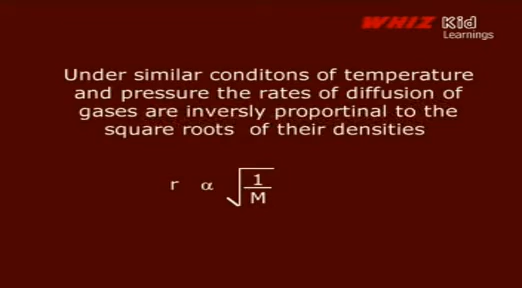 WHIZ Kid
Learnings
Under similar conditons of temperature
and pressure the rates of diffusion of
gases are inversly proportinal to the
square roots of their densities
r α √(1/M)